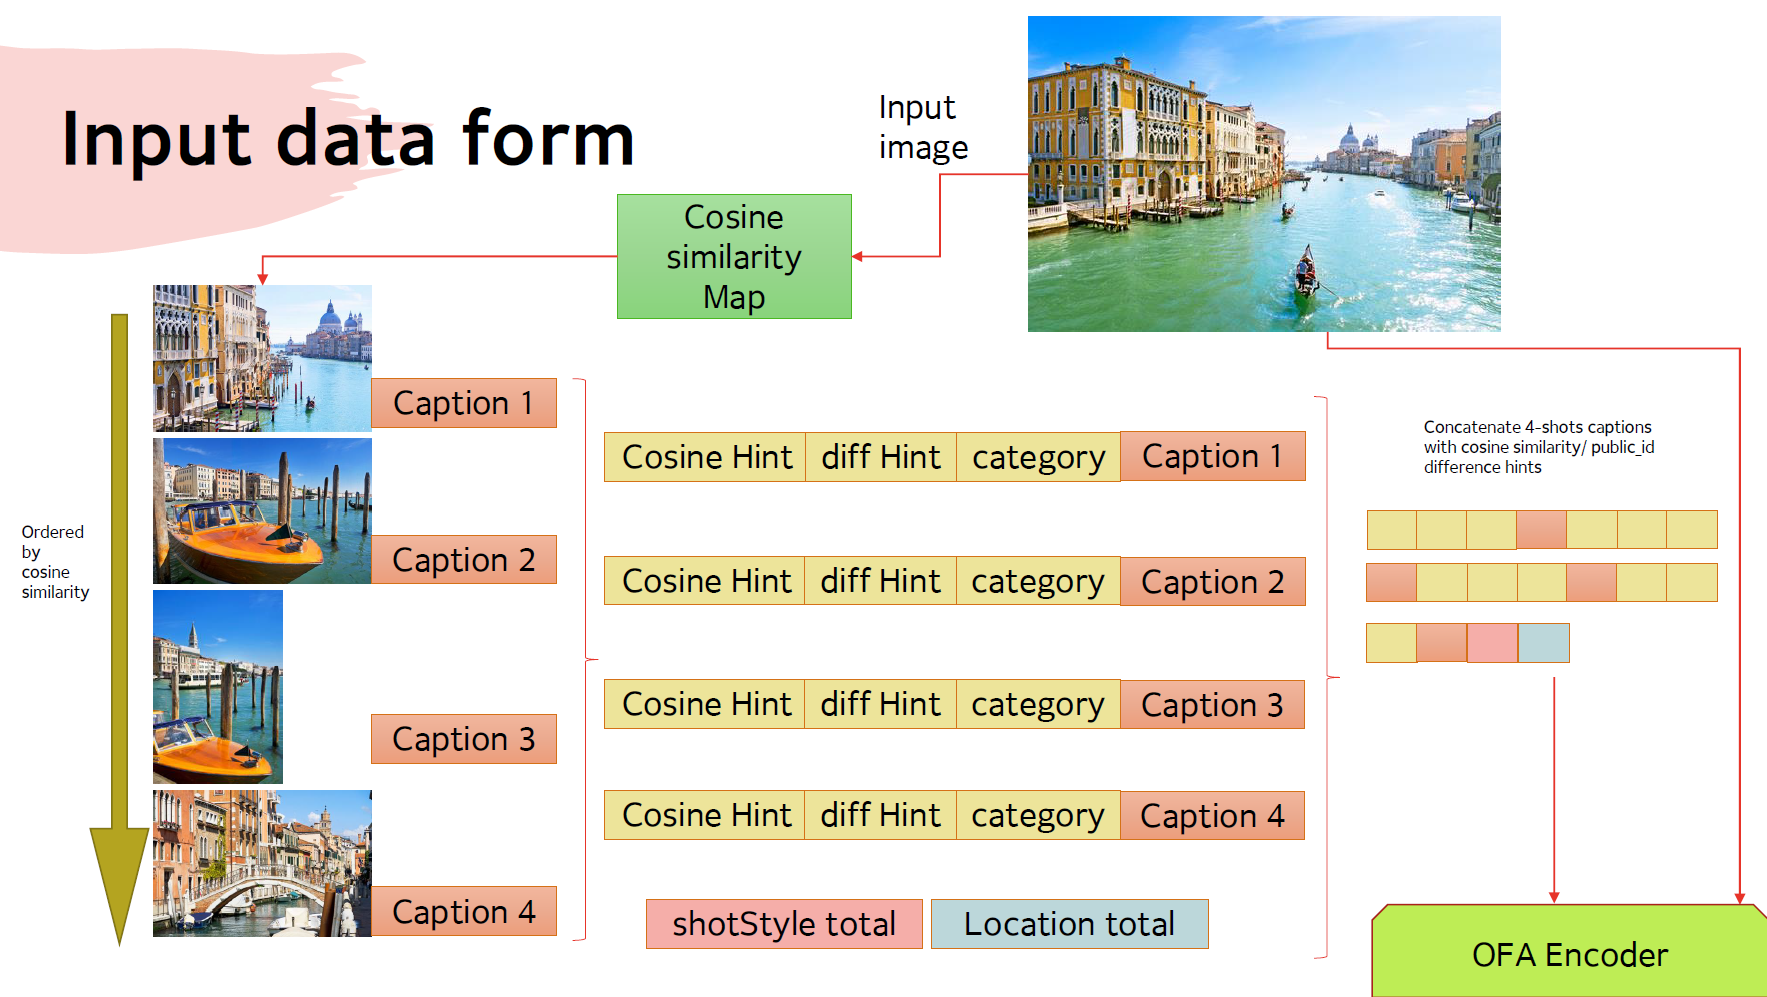 Input data form
Input
image
Cosine
similarity
Map
Ordered
by
cosine
similarity
Caption 1
Caption 2
Caption 3
Caption 4
Cosine Hint diff Hint category Caption 1
Cosine Hint diff Hint category Caption 2
Cosine Hint diff Hint category Caption 3
Cosine Hint diff Hint category Caption 4
shotStyle total Location total
Concatenate 4-shots captions
with cosine similarity/ public_id
difference hints
OFA Encoder